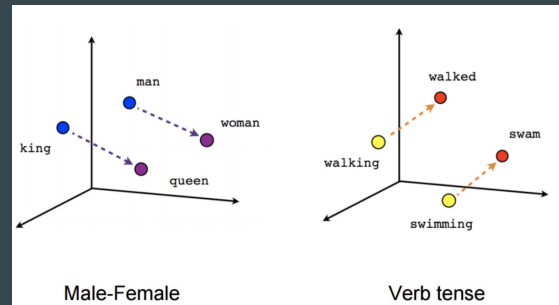 man
woman
king
queen
Male-Female
walked
swam
walking
swimming
Verb tense